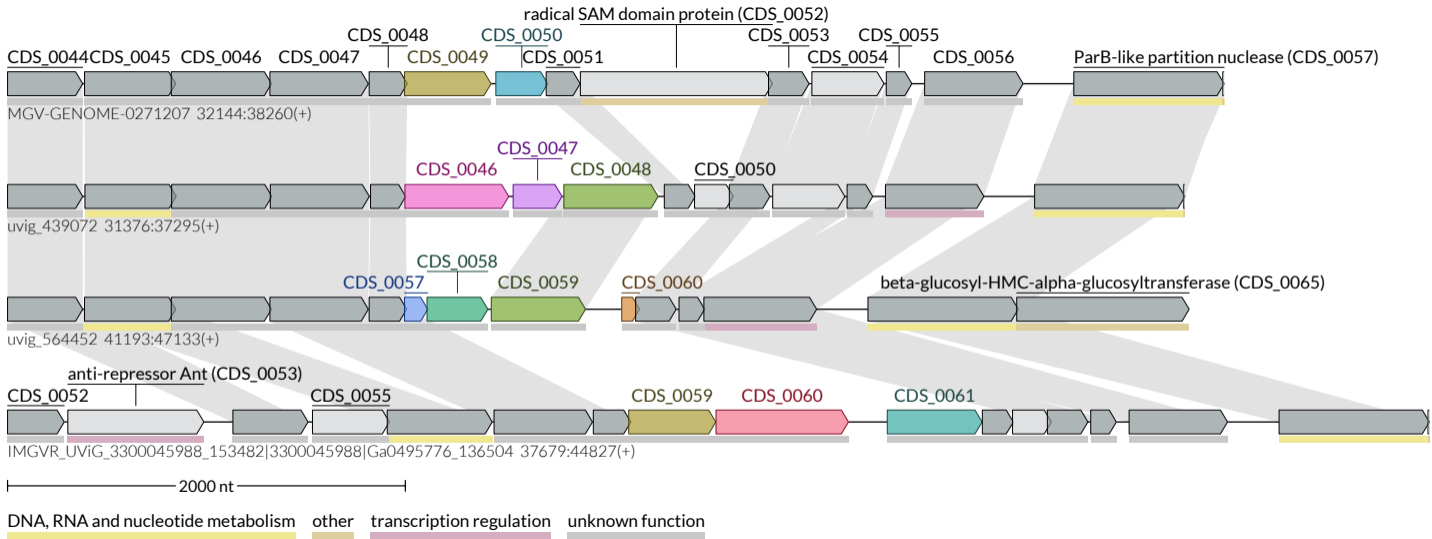 radical SAM domain protein (CDS_0052)
CDS_0048 CDS_0050 CDS_0053 CDS_0055
CDS_0044 CDS_0045 CDS_0046 CDS_0047 CDS_0049 CDS_0051 CDS_0054 CDS_0056 ParB-like partition nuclease (CDS_0057)
MGV-GENOME-0271207 32144:38260(+)
CDS_0047
CDS_0046 CDS_0048 CDS_0050
uvig_439072 31376:37295(+)
CDS_0058
CDS_0057 CDS_0059 CDS_0060 beta-glucosyl-HMC-alpha-glucosyltransferase (CDS_0065)
uvig_564452 41193:47133(+)
anti-repressor Ant (CDS_0053)
CDS_0052 CDS_0055 CDS_0059 CDS_0060 CDS_0061
IMGVR_UViG_3300045988_153482|3300045988|Ga0495776_136504 37679:44827(+)
2000 nt
DNA, RNA and nucleotide metabolism other transcription regulation unknown function